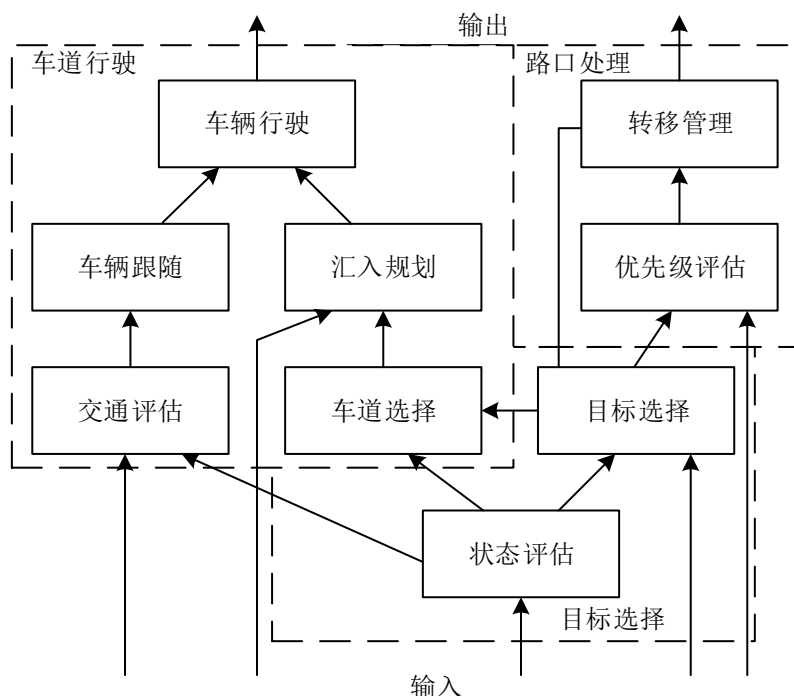 输出
车道行驶
路口处理
车辆行驶
转移管理
车辆跟随
汇入规划
优先级评估
交通评估
车道选择
目标选择
状态评估
目标选择
输入